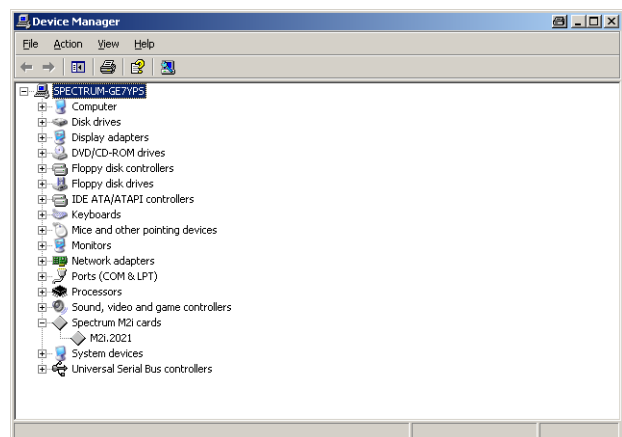 Device Manager
File Action View Help
SPECTRUM-GE7YPS
Computer
Disk drives
Display adapters
DVD/CD-ROM drives
Floppy disk controllers
Floppy disk drives
IDE ATA/ATAPI controllers
Keyboards
Mice and other pointing devices
Monitors
Network adapters
Ports (COM & LPT)
Processors
Sound, video and game controllers
Spectrum M2i cards
M2i.2021
System devices
Universal Serial Bus controllers